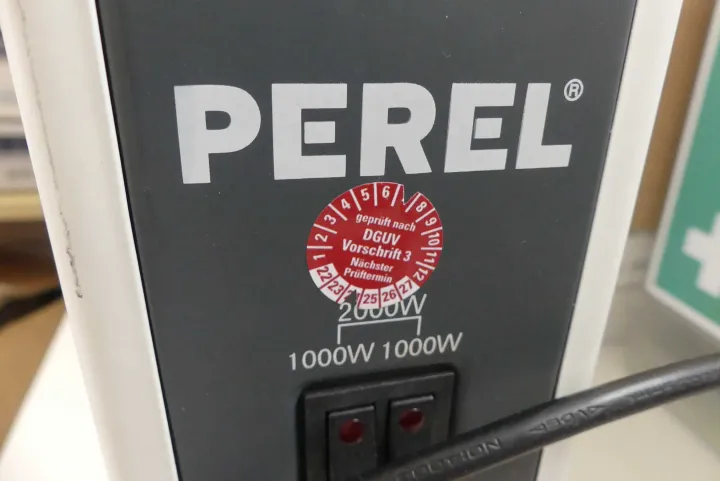 PEREL®
1 2 3 4 5 6 8 9 10 11 12
geprüft nach
DGUV
Vorschrift 3
Nächster
Prüftermin
22 23 25 26 27
2000W
1000W 1000W